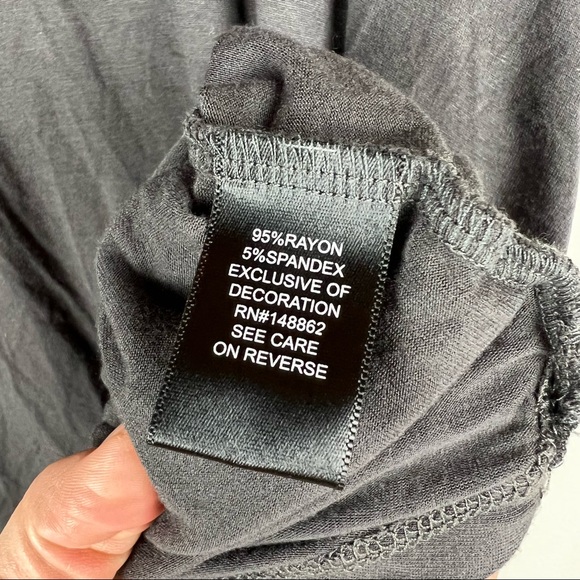 95%RAYON
5%SPANDEX
EXCLUSIVE OF
DECORATION
RN#148862
SEE CARE
ON REVERSE